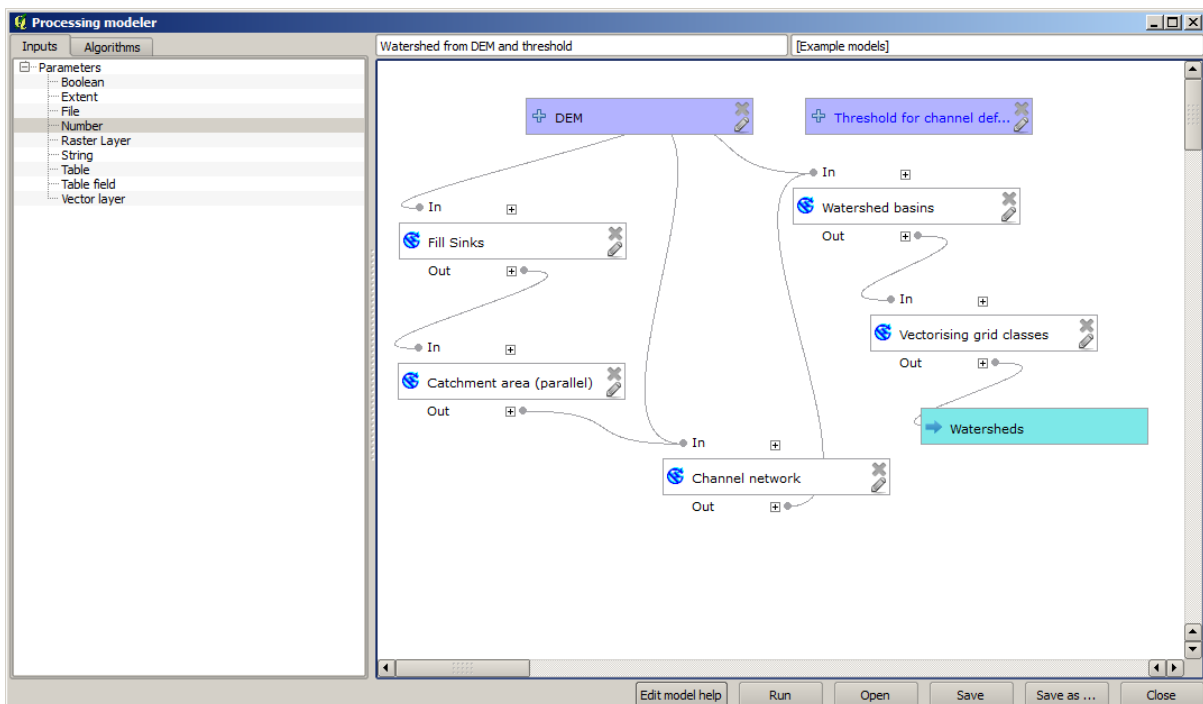 Processing modeler
Inputs
Algorithms
Parameters
Boolean
Extent
File
Number
Raster Layer
String
Table
Table field
Vector layer
Watershed from DEM and threshold
[Example models]
DEM
Threshold for channel def...
In
Watershed basins
Out
In
Fill Sinks
Out
In
Vectorising grid classes
Out
In
Catchment area (parallel)
Out
Watersheds
In
Channel network
Out
Edit model help
Run
Open
Save
Save as ...
Close